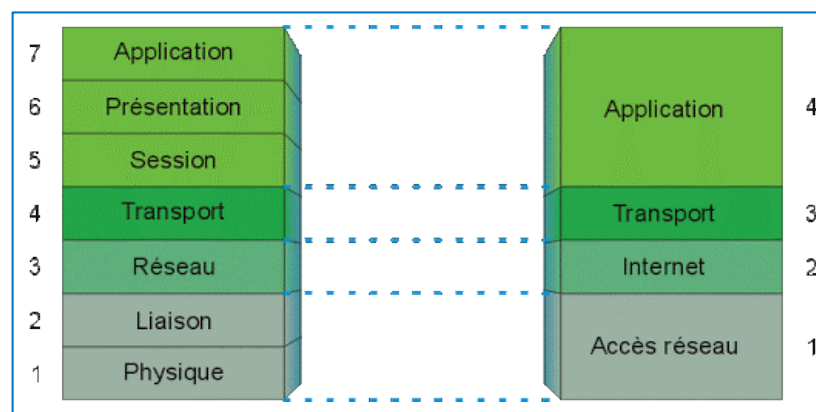 7 Application
6 Présentation
5 Session
4 Transport
3 Réseau
2 Liaison
1 Physique
Application 4
Transport 3
Internet 2
Accès réseau 1